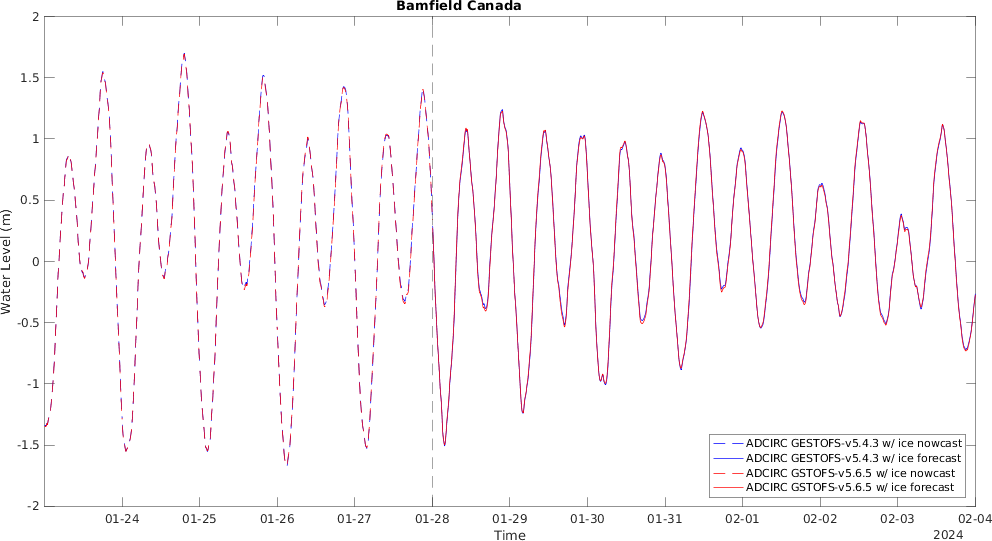 Bamfield Canada
2
1.5
1
0.5
0
-0.5
-1
-1.5
-2
Water Level (m)
ADCIRC GESTOFS-v5.4.3 w/ ice nowcast
ADCIRC GESTOFS-v5.4.3 w/ ice forecast
ADCIRC GSTOFS-v5.6.5 w/ ice nowcast
ADCIRC GSTOFS-v5.6.5 w/ ice forecast
01-24 01-25 01-26 01-27 01-28 01-29 01-30 01-31 02-01 02-02 02-03 02-04
Time
2024